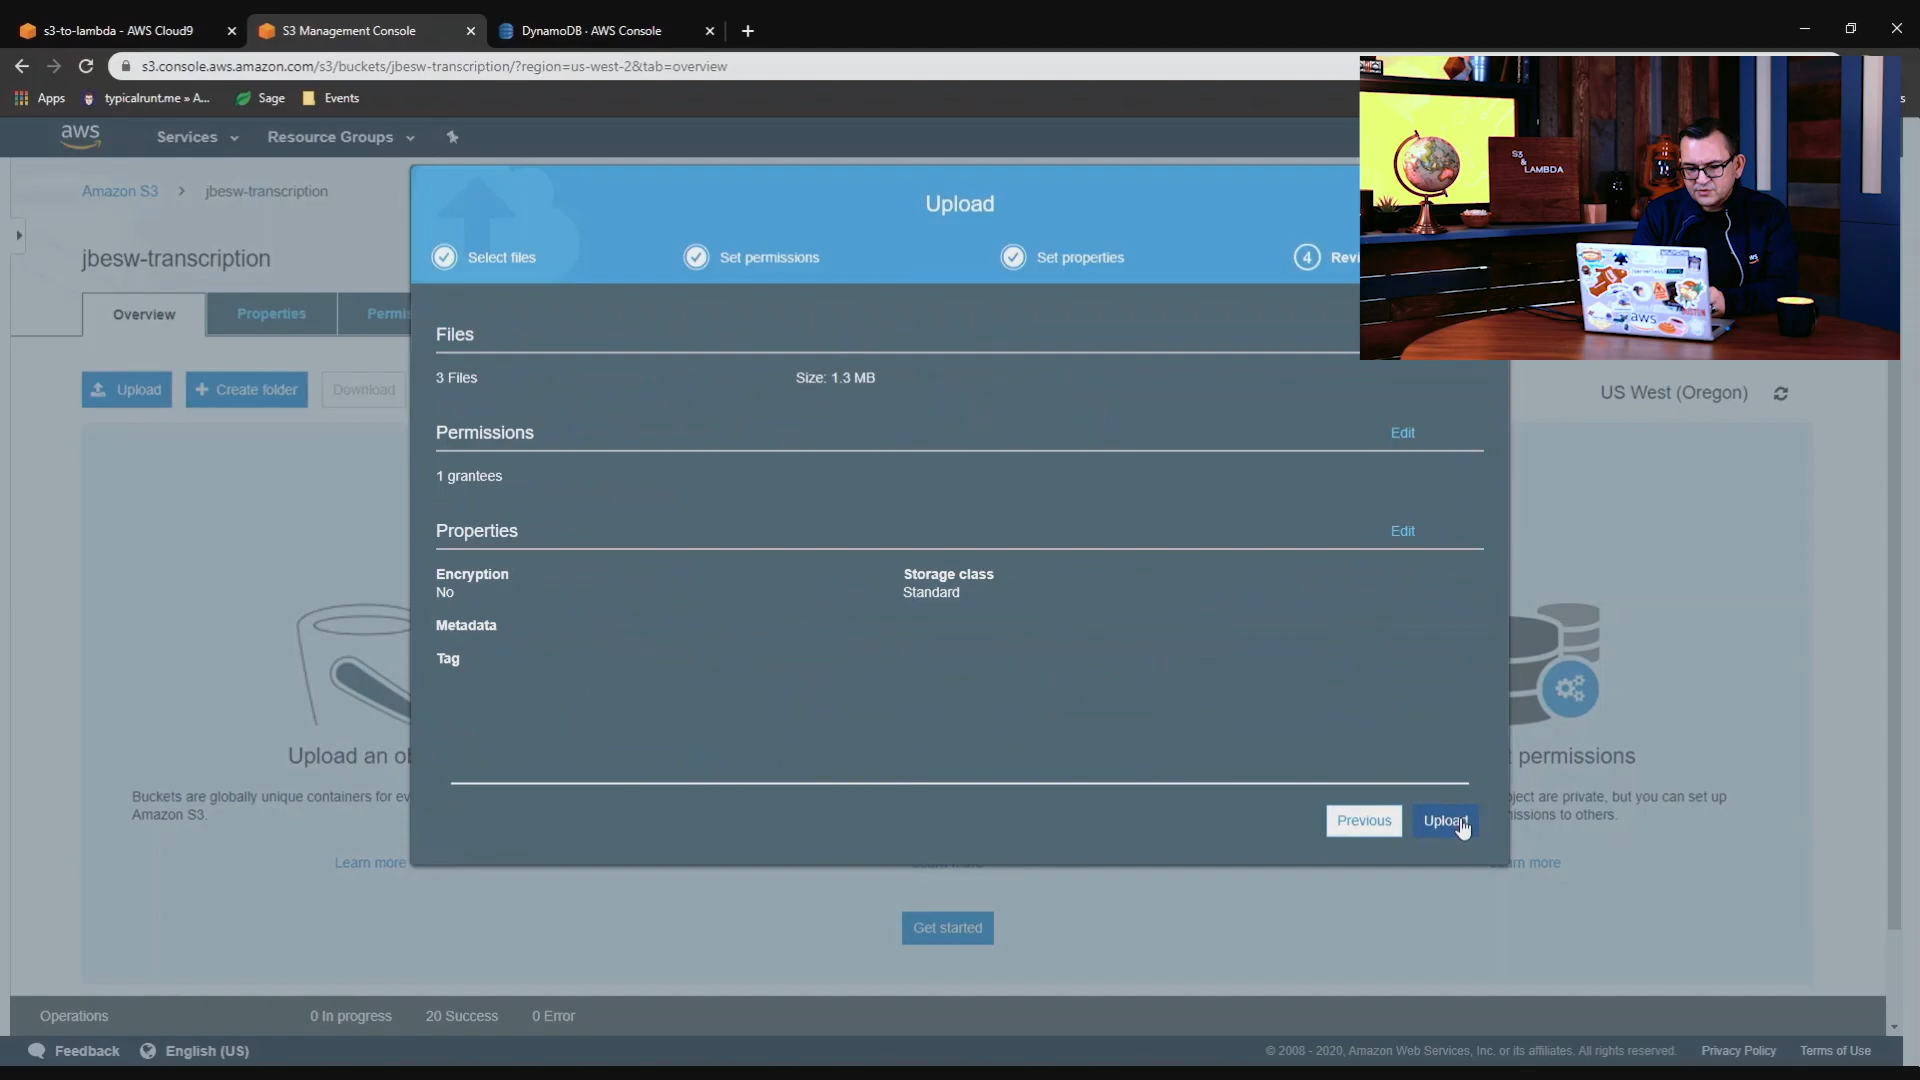 s3-to-lambda - AWS Cloud9
S3 Management Console
DynamoDB · AWS Console
s3.console.aws.amazon.com/s3/buckets/jbesw-transcription/?region=us-west-2&tab=overview
Apps
typicalrunt.me » A...
Sage
Events
aws
Services
Resource Groups
Amazon S3
jbesw-transcription
jbesw-transcription
Overview
Properties
Permis
Upload
Create folder
Download
US West (Oregon)
Upload
Select files
Set permissions
Set properties
4
Revi
S3
&
LAMBDA
aws
Files
3 Files
Size: 1.3 MB
Permissions
Edit
1 grantees
Properties
Edit
Encryption
No
Storage class
Standard
Metadata
Tag
Previous
Upload
Upload an ob
Buckets are globally unique containers for ev
Amazon S3.
Learn more
permissions
ject are private, but you can set up
issions to others.
rn more
Get started
Operations
0 In progress
20 Success
0 Error
Feedback
English (US)
© 2008 - 2020, Amazon Web Services, Inc. or its affiliates. All rights reserved.
Privacy Policy
Terms of Use